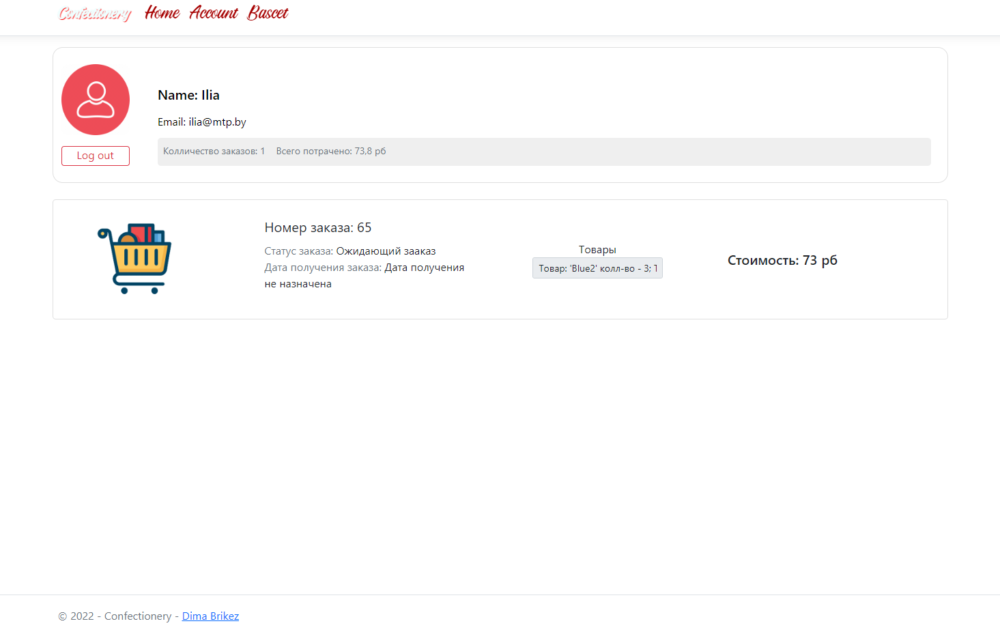 Confectionery Home Account Bascet
Name: Ilia
Email: ilia@mtp.by
Log out
Колличество заказов: 1 Всего потрачено: 73,8 рб
Номер заказа: 65
Статус заказа: Ожидающий зааказ
Дата получения заказа: Дата получения
не назначена
Товары
Товар: 'Blue2' колл-во - 3;
Стоимость: 73 рб
© 2022 - Confectionery - Dima Brikez